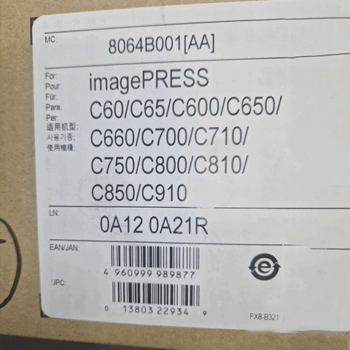 MC:
8064B001[AA]
For:
Pour:
Für:
Para:
Per:
适用机型:
사용기종:
使用機種:
imagePRESS
C60/C65/C600/C650/
C660/C700/C710/
C750/C800/C810/
C850/C910
LN:
0A12 0A21R
EAN/JAN:
4 960999 989877
/JPC:
0 13803 22934 9
e
FX8-B321